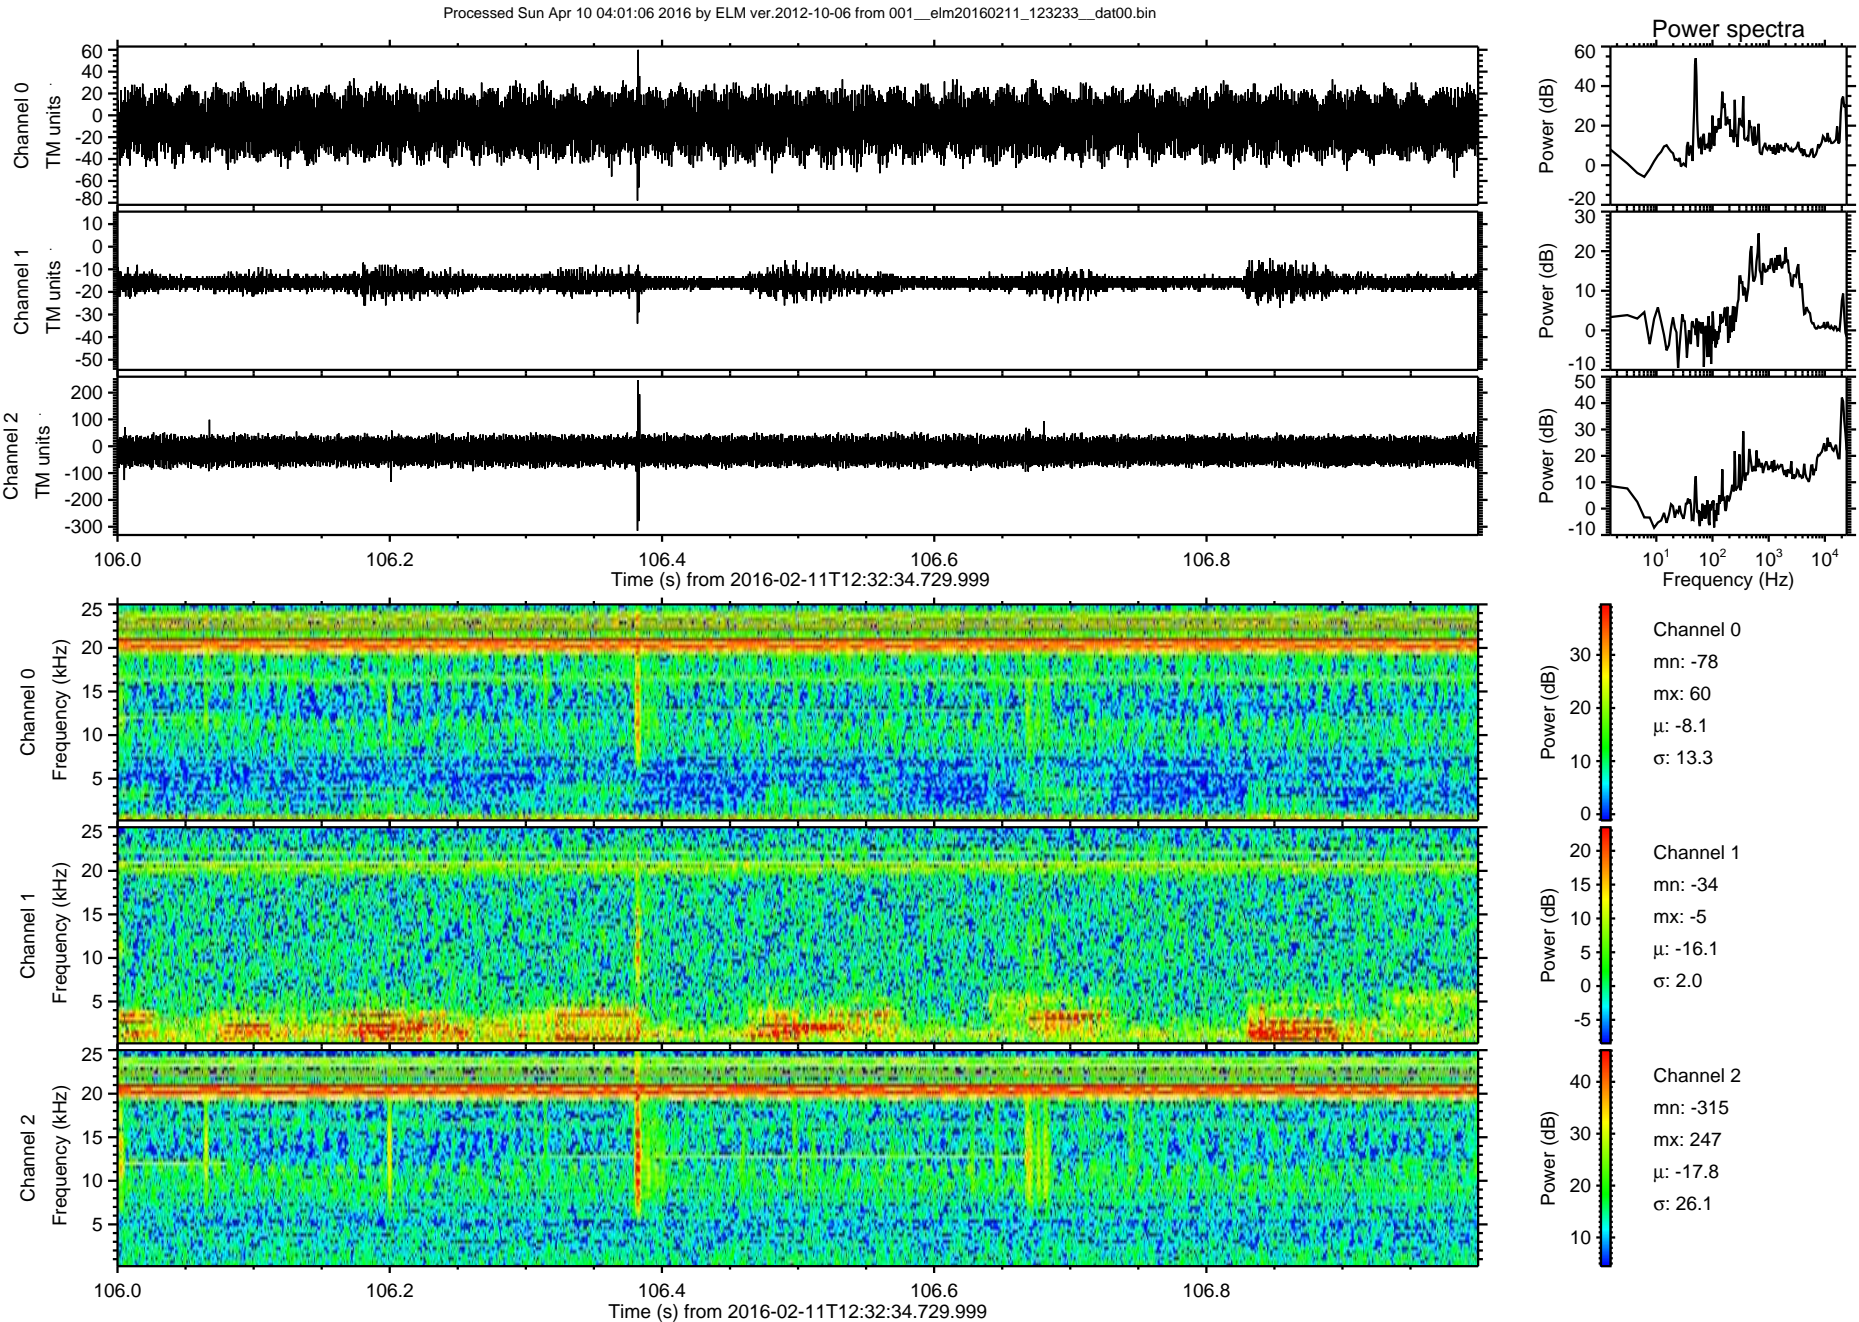 Processed Sun Apr 10 04:01:06 2016 by ELM ver.2012-10-06 from 001__elm20160211_123233__dat00.bin
Power spectra
Channel 0
TM units
60
40
20
0
-20
-40
-60
-80
Power (dB)
60
40
20
0
-20
Channel 1
TM units
10
0
-10
-20
-30
-40
-50
Power (dB)
30
20
10
0
-10
Channel 2
TM units
200
100
0
-100
-200
-300
Power (dB)
50
40
30
20
10
0
-10
106.0 106.2 106.4 106.6 106.8
Time (s) from 2016-02-11T12:32:34.729.999
10¹ 10² 10³ 10⁴
Frequency (Hz)
Channel 0
Frequency (kHz)
25
20
15
10
5
Power (dB)
30
20
10
0
Channel 0
mn: -78
mx: 60
µ: -8.1
σ: 13.3
Channel 1
Frequency (kHz)
25
20
15
10
5
Power (dB)
20
15
10
5
0
-5
Channel 1
mn: -34
mx: -5
µ: -16.1
σ: 2.0
Channel 2
Frequency (kHz)
25
20
15
10
5
Power (dB)
40
30
20
10
Channel 2
mn: -315
mx: 247
µ: -17.8
σ: 26.1
106.0 106.2 106.4 106.6 106.8
Time (s) from 2016-02-11T12:32:34.729.999